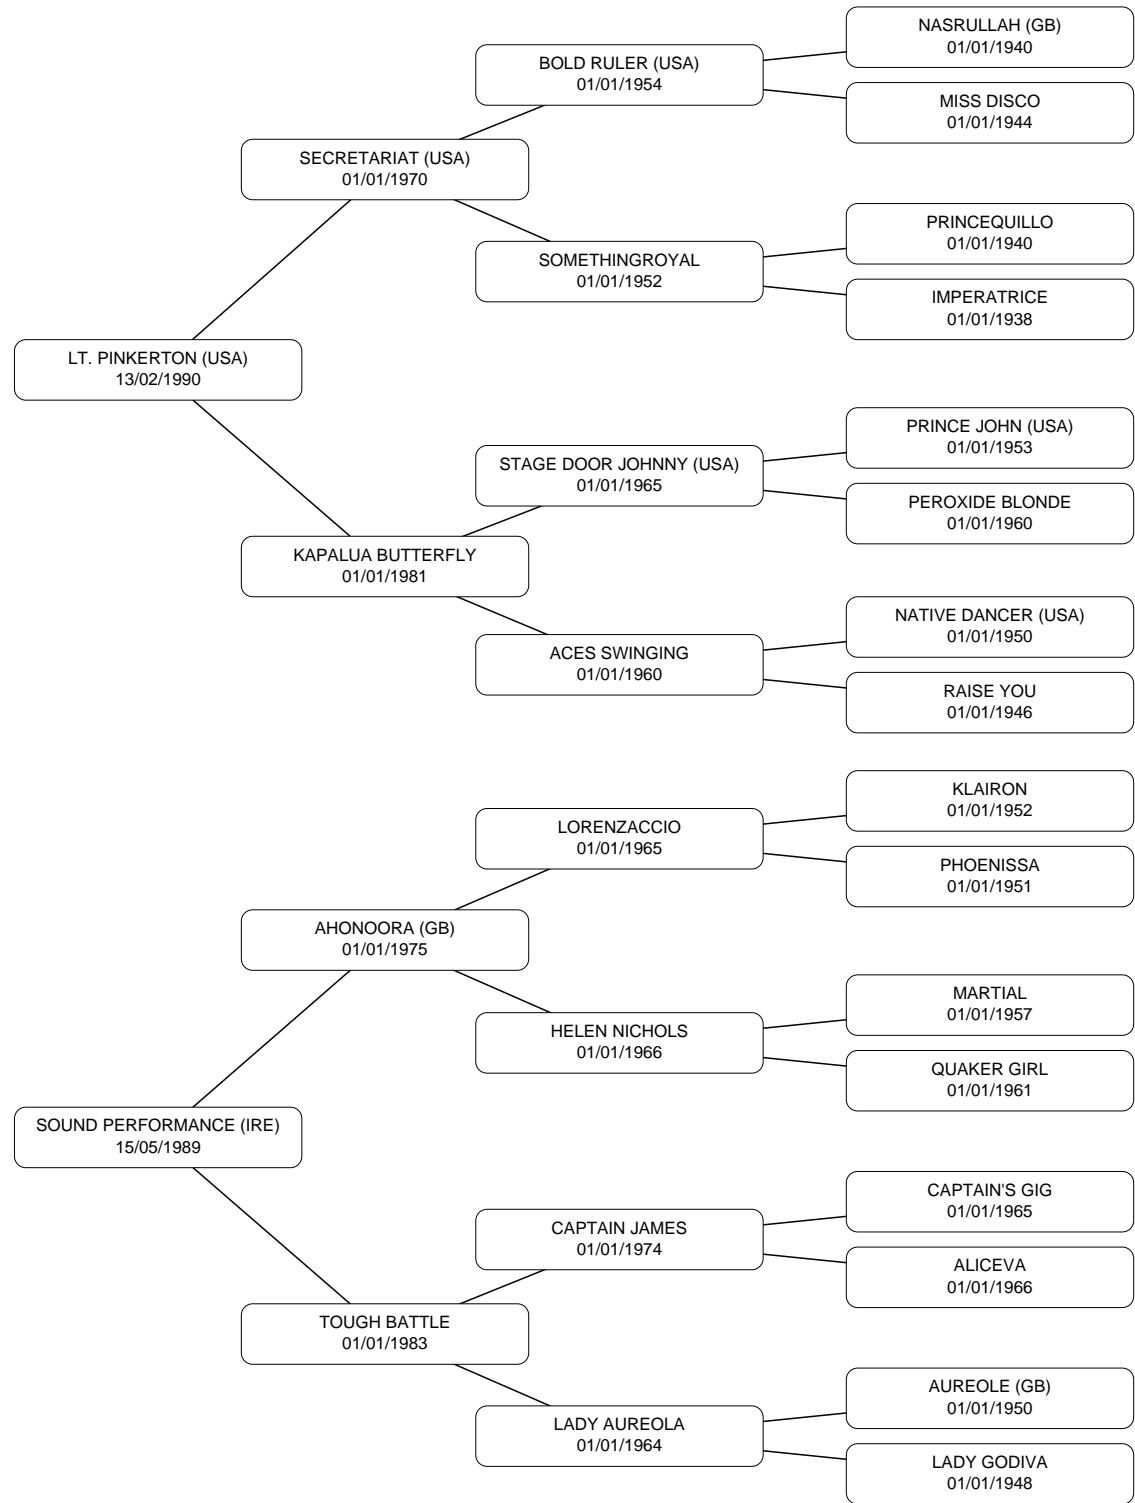 NASRULLAH (GB)
01/01/1940
BOLD RULER (USA)
01/01/1954
MISS DISCO
01/01/1944
SECRETARIAT (USA)
01/01/1970
PRINCEQUILLO
01/01/1940
SOMETHINGROYAL
01/01/1952
IMPERATRICE
01/01/1938
LT. PINKERTON (USA)
13/02/1990
PRINCE JOHN (USA)
01/01/1953
STAGE DOOR JOHNNY (USA)
01/01/1965
PEROXIDE BLONDE
01/01/1960
KAPALUA BUTTERFLY
01/01/1981
NATIVE DANCER (USA)
01/01/1950
ACES SWINGING
01/01/1960
RAISE YOU
01/01/1946
KLAIRON
01/01/1952
LORENZACCIO
01/01/1965
PHOENISSA
01/01/1951
AHONOORA (GB)
01/01/1975
MARTIAL
01/01/1957
HELEN NICHOLS
01/01/1966
QUAKER GIRL
01/01/1961
SOUND PERFORMANCE (IRE)
15/05/1989
CAPTAIN'S GIG
01/01/1965
CAPTAIN JAMES
01/01/1974
ALICEVA
01/01/1966
TOUGH BATTLE
01/01/1983
AUREOLE (GB)
01/01/1950
LADY AUREOLA
01/01/1964
LADY GODIVA
01/01/1948